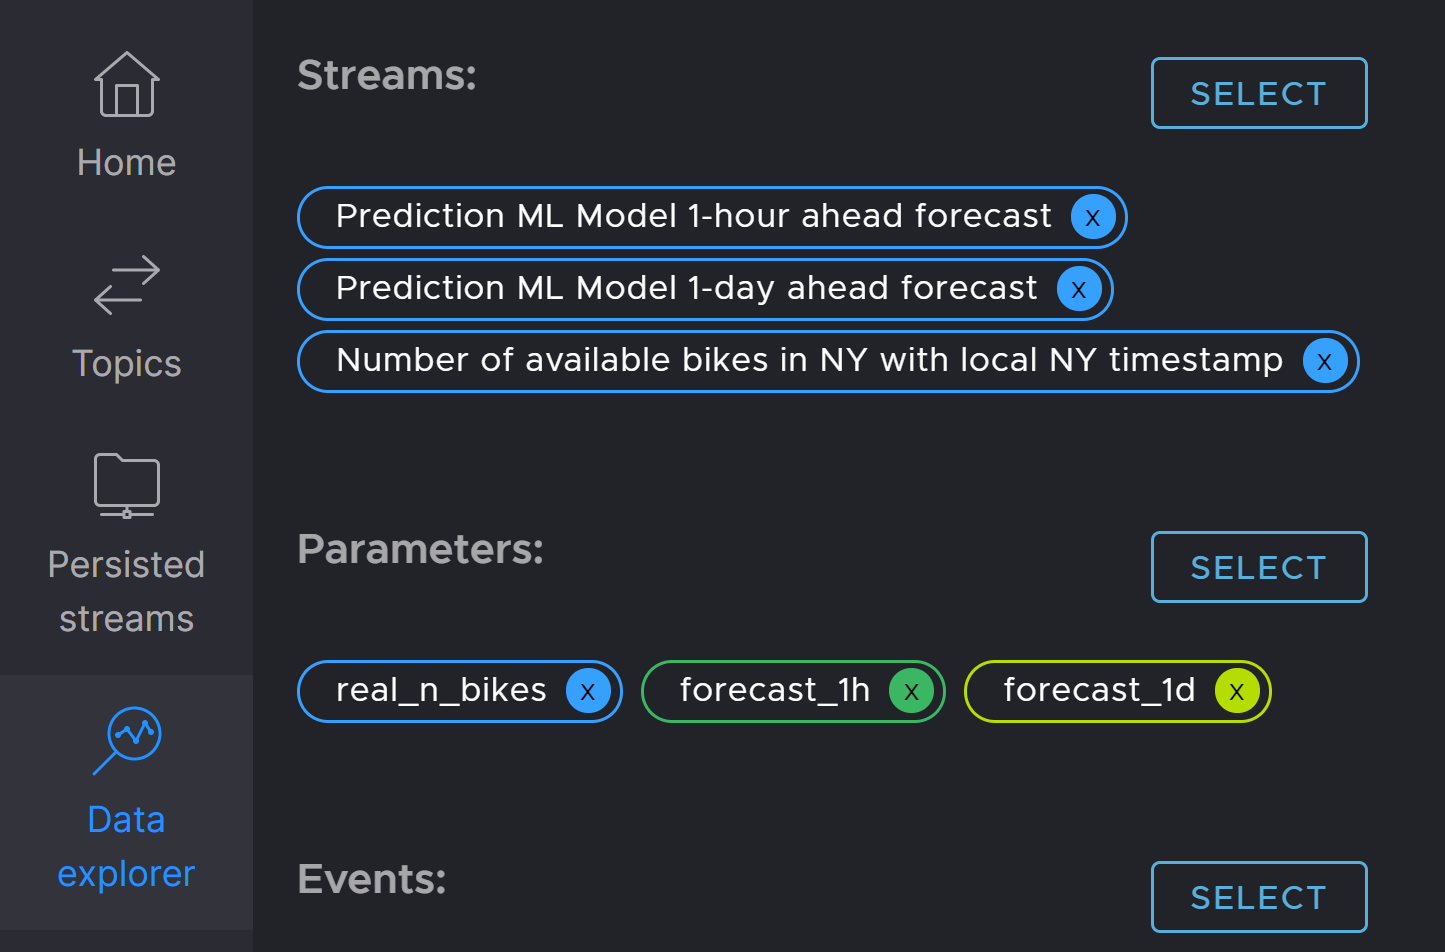 Home
Topics
Persisted
streams
Data
explorer
Streams:
SELECT
Prediction ML Model 1-hour ahead forecast x
Prediction ML Model 1-day ahead forecast x
Number of available bikes in NY with local NY timestamp x
Parameters:
SELECT
real_n_bikes x forecast_1h x forecast_1d x
Events:
SELECT